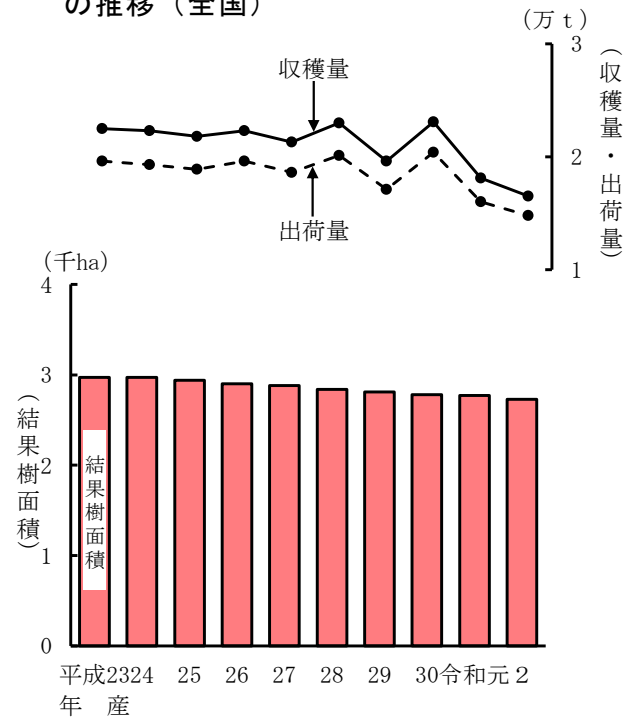 の推移（全国）
（万ｔ）
3
2
1
（収穫量・出荷量）
収穫量
出荷量
（千ha）
4
3
2
1
0
（結果樹面積）
結果樹面積
平成23 24 25 26 27 28 29 30 令和元 2
年 産